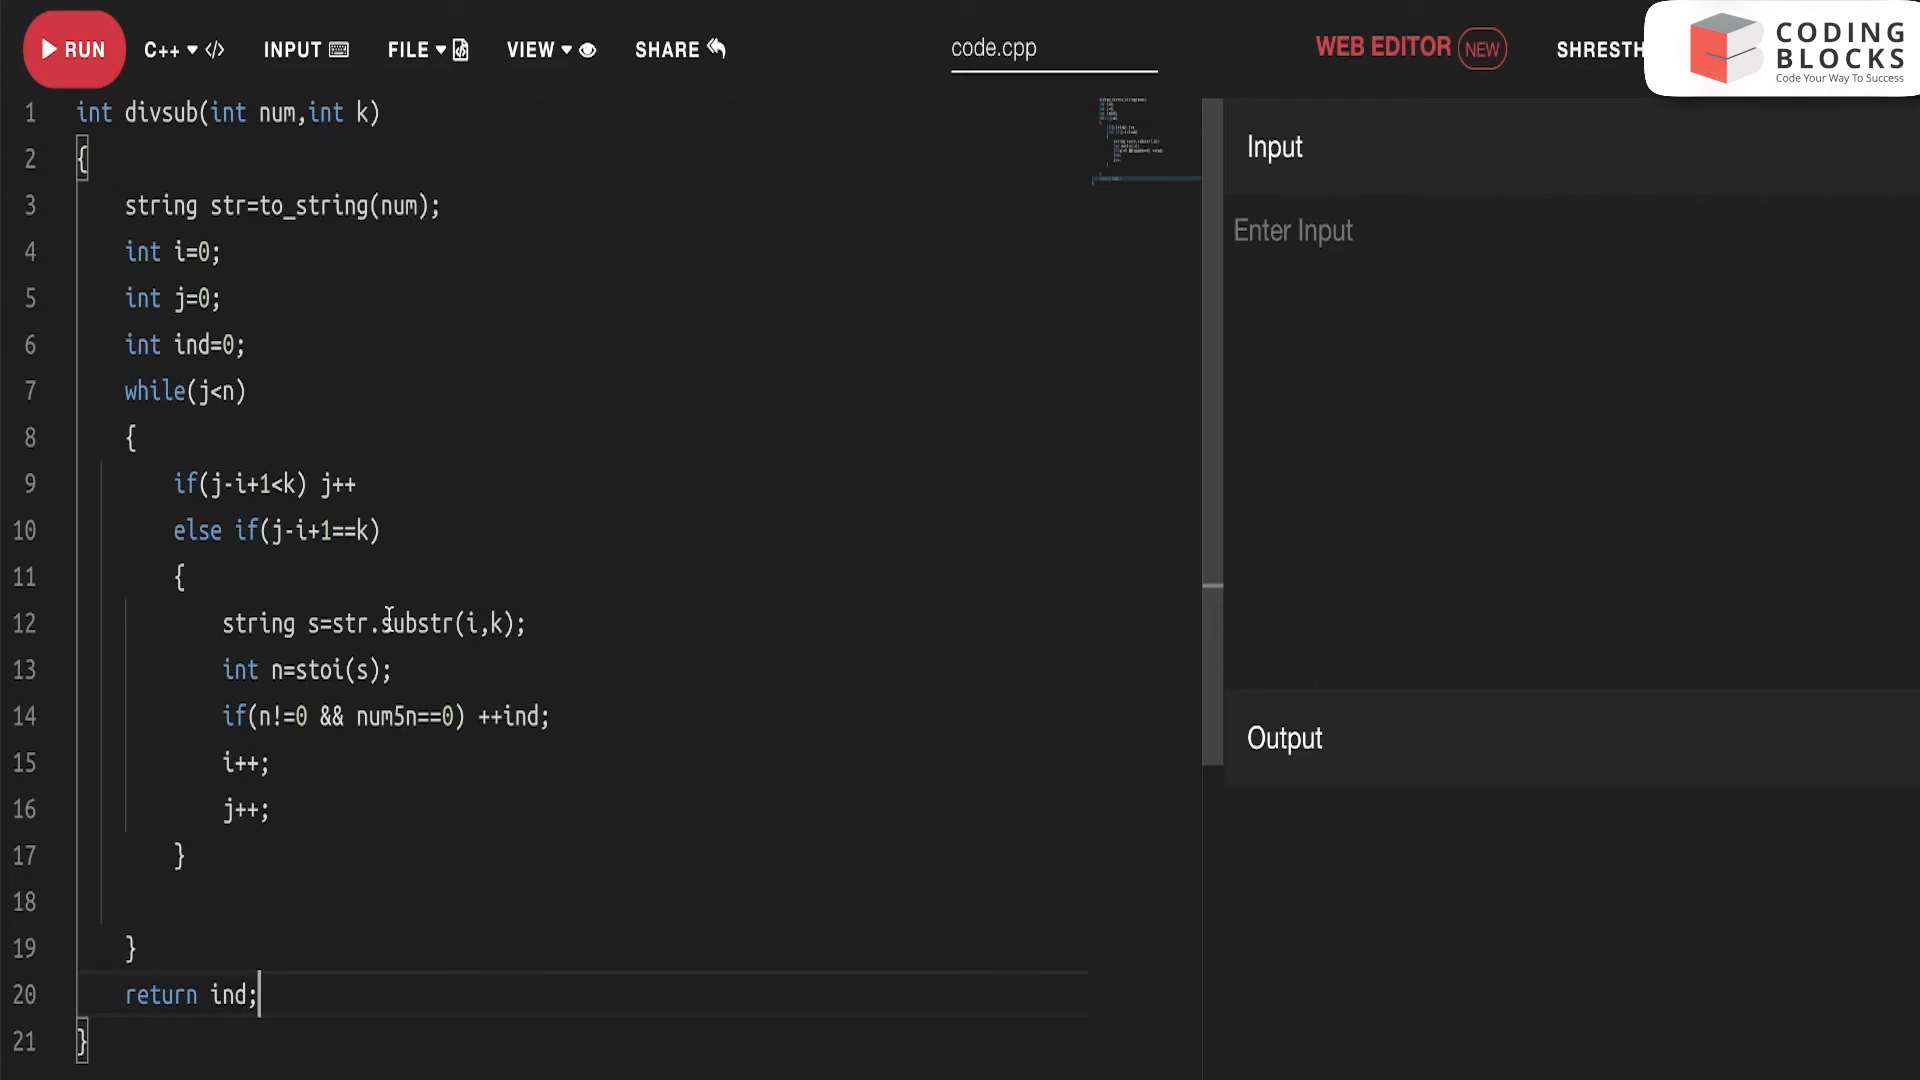 RUN C++ INPUT FILE VIEW SHARE code.cpp WEB EDITOR NEW SHRESTH
CODING
BLOCKS
Code Your Way To Success
1 int divsub(int num,int k)
2 {
3 string str=to_string(num);
4 int i=0;
5 int j=0;
6 int ind=0;
7 while(j<n)
8 {
9 if(j-i+1<k) j++
10 else if(j-i+1==k)
11 {
12 string s=str.substr(i,k);
13 int n=stoi(s);
14 if(n!=0 && num5n==0) ++ind;
15 i++;
16 j++;
17 }
18
19 }
20 return ind;
21 }
Input
Enter Input
Output